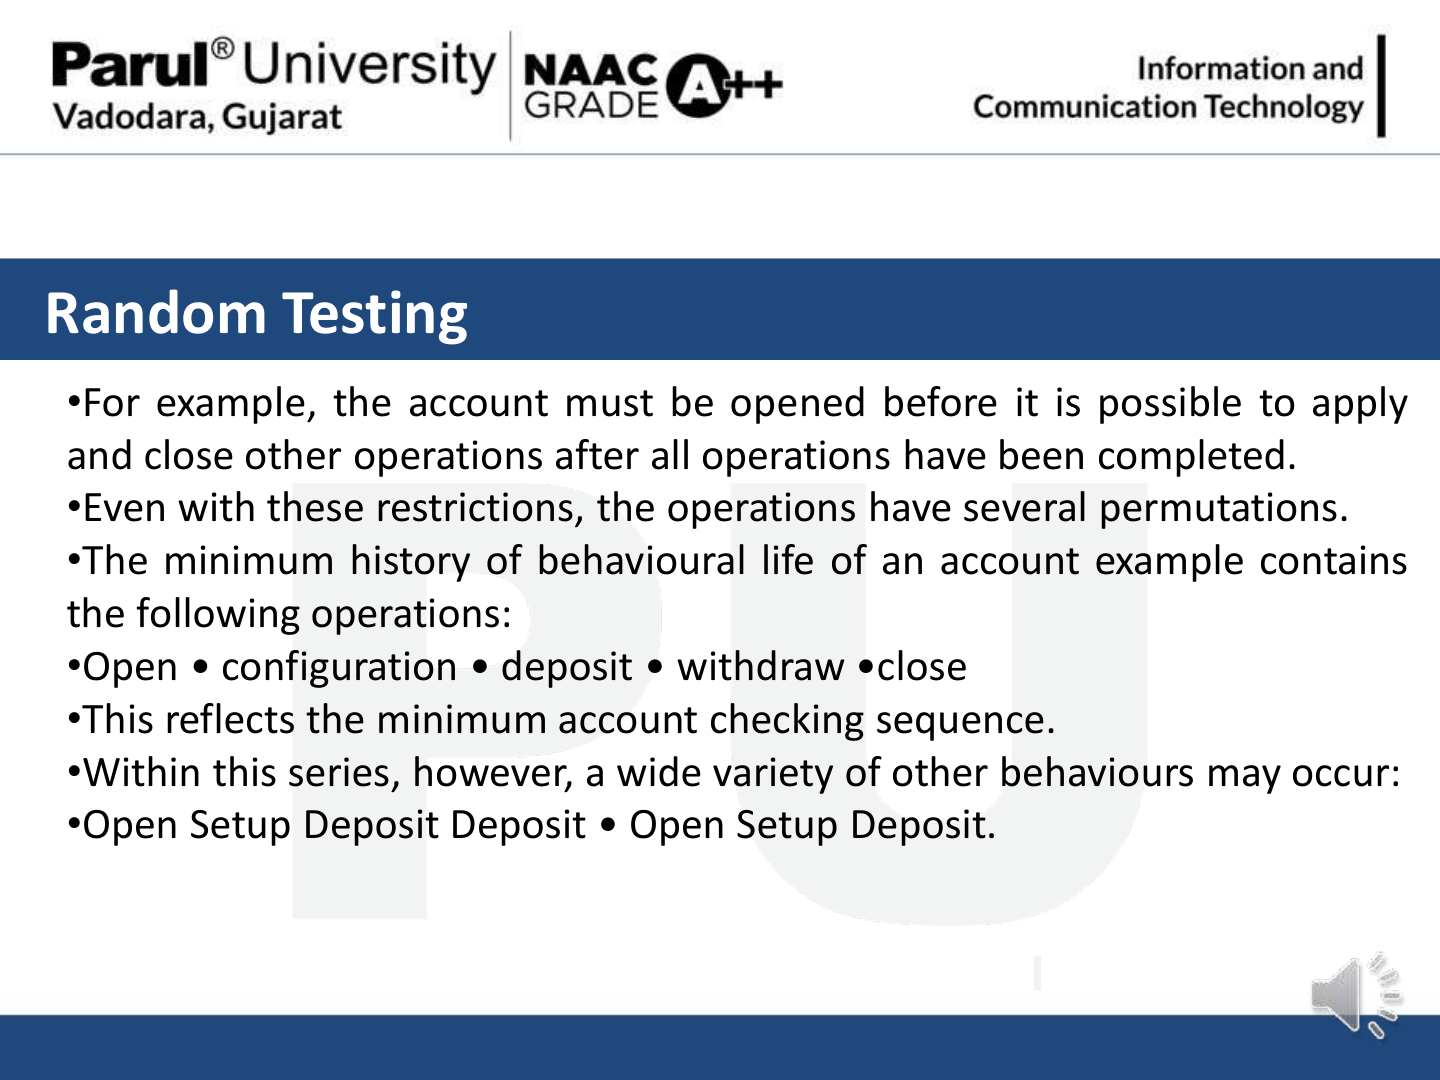 Parul® University
Vadodara, Gujarat
NAAC
GRADE A++
Information and
Communication Technology
Random Testing
•For example, the account must be opened before it is possible to apply
and close other operations after all operations have been completed.
•Even with these restrictions, the operations have several permutations.
•The minimum history of behavioural life of an account example contains
the following operations:
•Open • configuration • deposit • withdraw •close
•This reflects the minimum account checking sequence.
•Within this series, however, a wide variety of other behaviours may occur:
•Open Setup Deposit Deposit • Open Setup Deposit.
PU